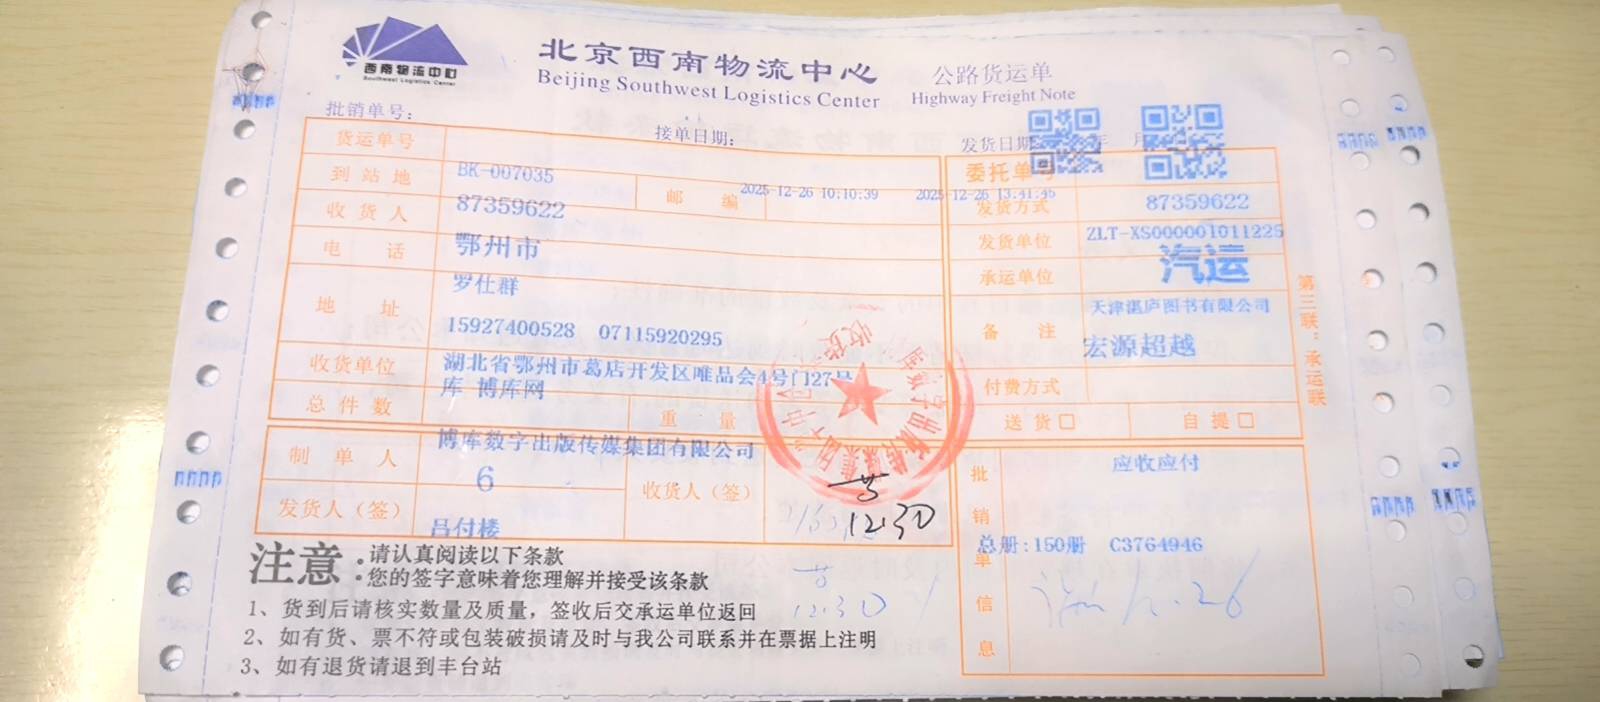 西南物流中心
Southwest Logistics Center
北京西南物流中心
Beijing Southwest Logistics Center
公路货运单
Highway Freight Note
批销单号:
接单日期:
发货日期 年 月
货运单号
BK-007035
2025-12-26 10:10:39
2025-12-26 13:41:46
委托单号
87359622
到站地
87359622
邮编
发货方式
ZLT-XS000001011225
收货人
鄂州市
发货单位
汽运
电话
罗仕群
承运单位
天津湛庐图书有限公司
地址
15927400528 07115920295
备注
宏源超越
收货单位
湖北省鄂州市葛店开发区唯品会4号门27号
库 博库网
付费方式
总件数
重量
送货□
自提□
博库数字出版传媒集团有限公司
制单人
6
收货人（签）
12.30
发货人（签）
吕付楼
批销单信息
应收应付
总册:150册 C3764946
12.26
第三联：承运联
注意：
请认真阅读以下条款
您的签字意味着您理解并接受该条款
12.30
1、货到后请核实数量及质量，签收后交承运单位返回
2、如有货、票不符或包装破损请及时与我公司联系并在票据上注明
3、如有退货请退到丰台站